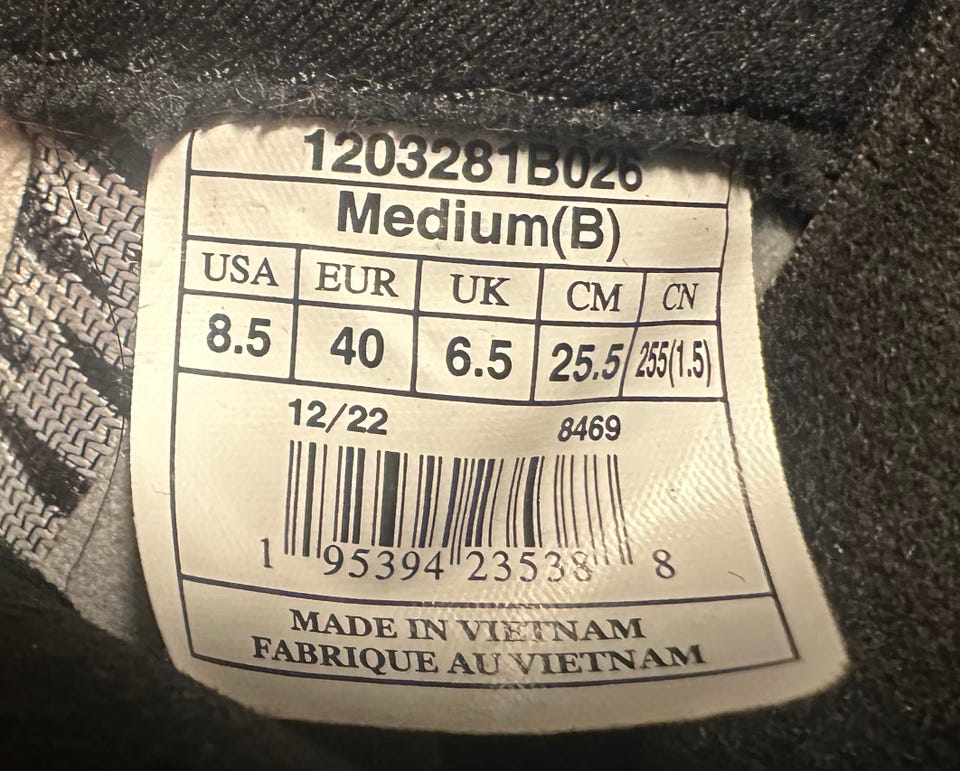 1203281B026
Medium(B)
USA EUR UK CM CN
8.5 40 6.5 25.5 255(1.5)
12/22 8469
1 95394 23538 8
MADE IN VIETNAM
FABRIQUE AU VIETNAM